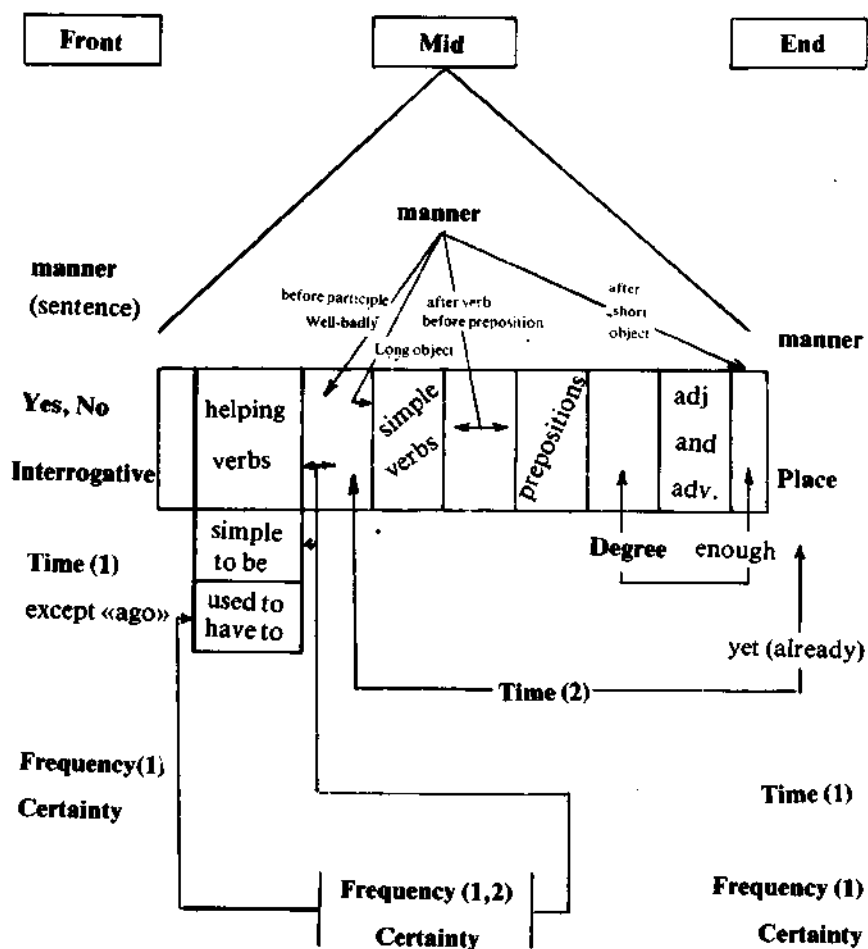 Front Mid End
manner
manner
(sentence)
before participle
Well-badly
Long object
after verb
before preposition
after
short
object
manner
Yes, No
Interrogative
helping
verbs
simple
verbs
prepositions
adj
and
adv.
Place
simple
to be
used to
have to
Degree enough
Time (1)
except «ago»
yet (already)
Time (2)
Frequency(1)
Certainty
Time (1)
Frequency (1,2)
Certainty
Frequency (1)
Certainty